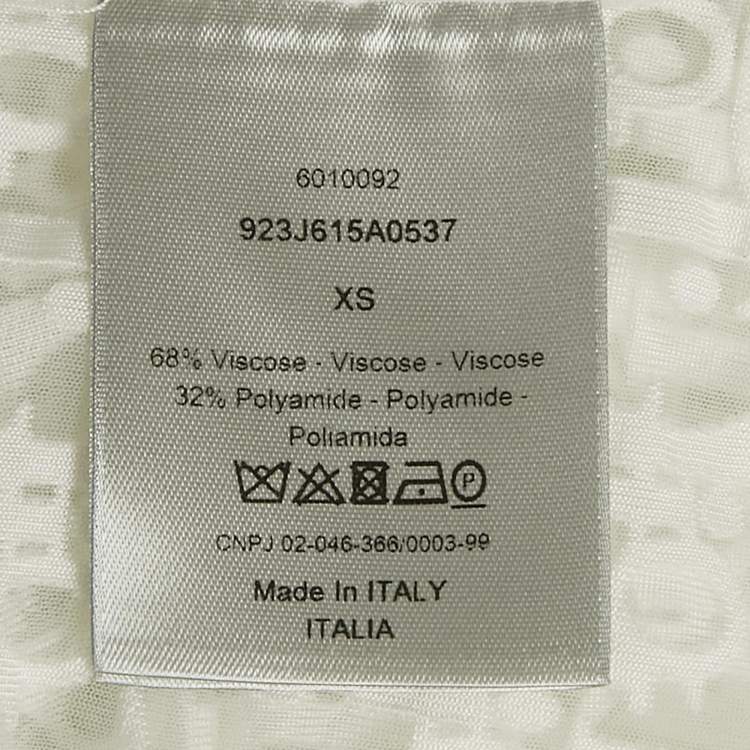 6010092
923J615A0537
XS
68% Viscose - Viscose - Viscose
32% Polyamide - Polyamide -
Poliamida
P
CNPJ 02-046-366/0003-99
Made In ITALY
ITALIA